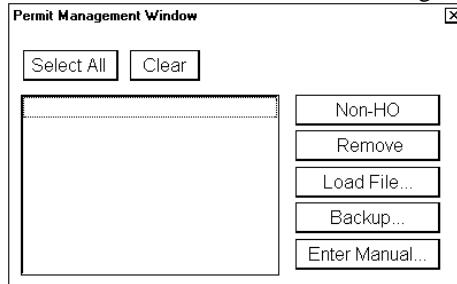 Permit Management Window
Select All Clear
Non-HO
Remove
Load File...
Backup...
Enter Manual...